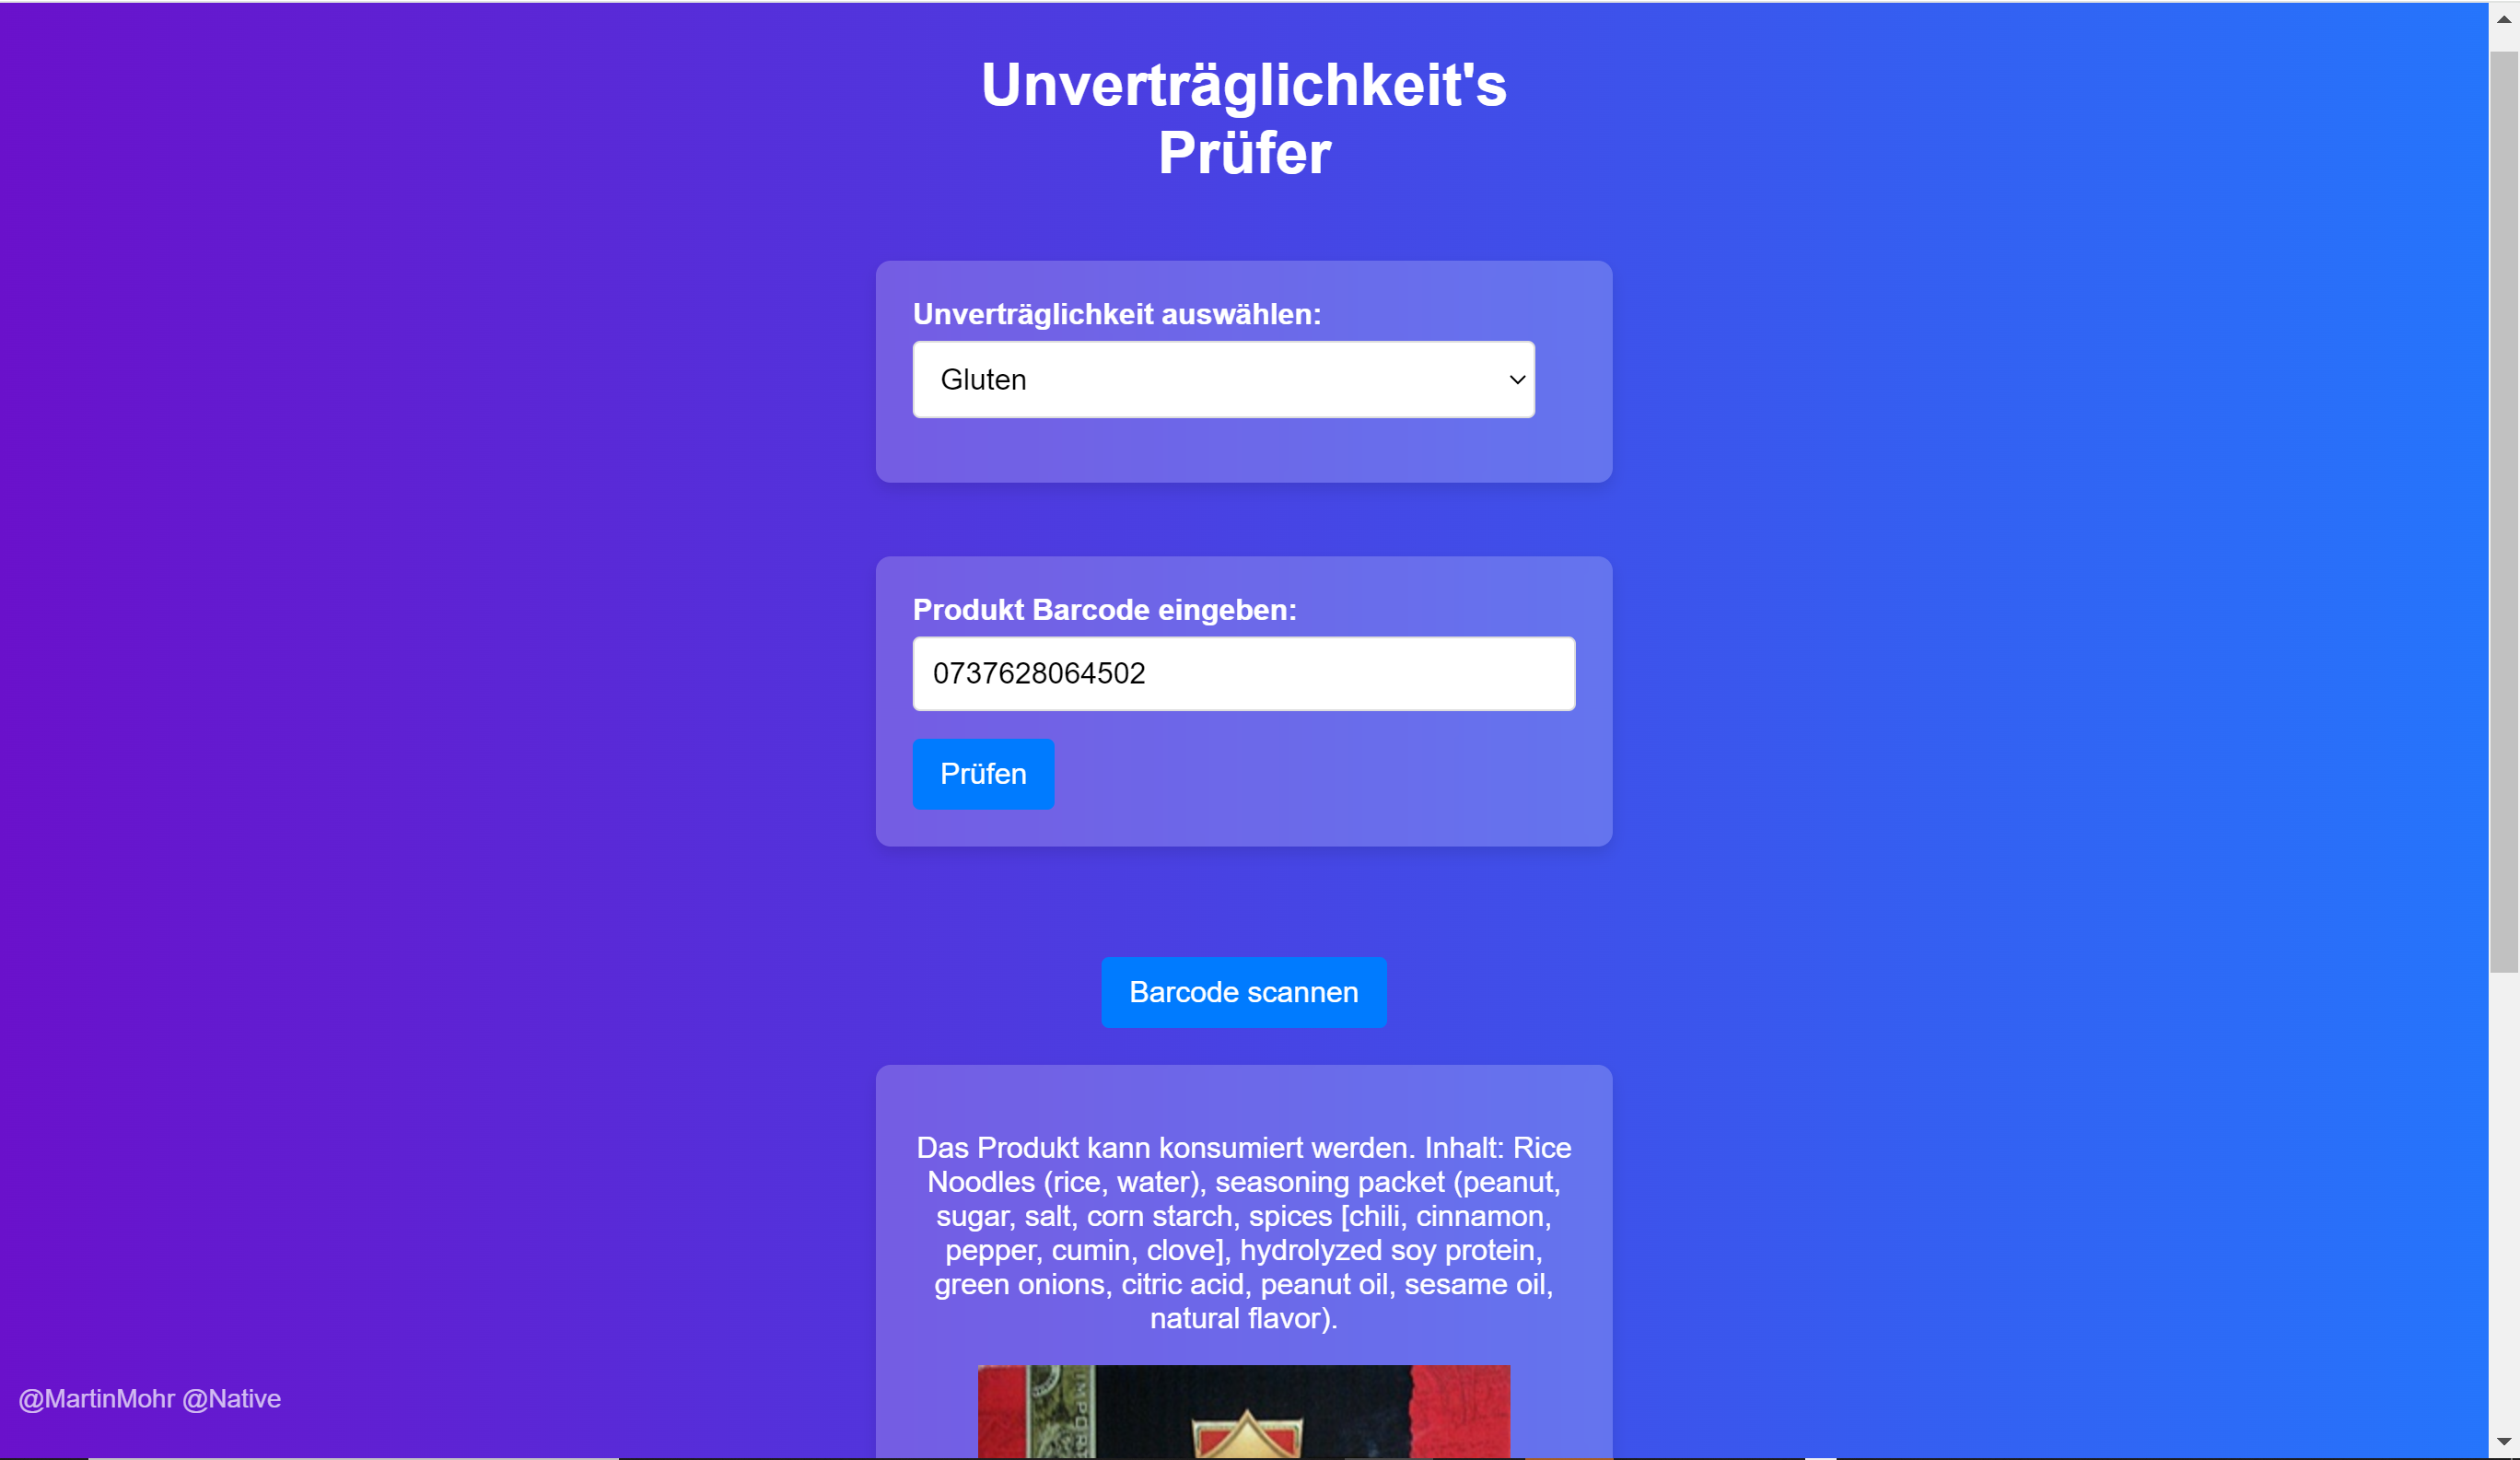 Unverträglichkeit's
Prüfer
Unverträglichkeit auswählen:
Gluten
Produkt Barcode eingeben:
0737628064502
Prüfen
Barcode scannen
Das Produkt kann konsumiert werden. Inhalt: Rice
Noodles (rice, water), seasoning packet (peanut,
sugar, salt, corn starch, spices [chili, cinnamon,
pepper, cumin, clove], hydrolyzed soy protein,
green onions, citric acid, peanut oil, sesame oil,
natural flavor).
@MartinMohr @Native